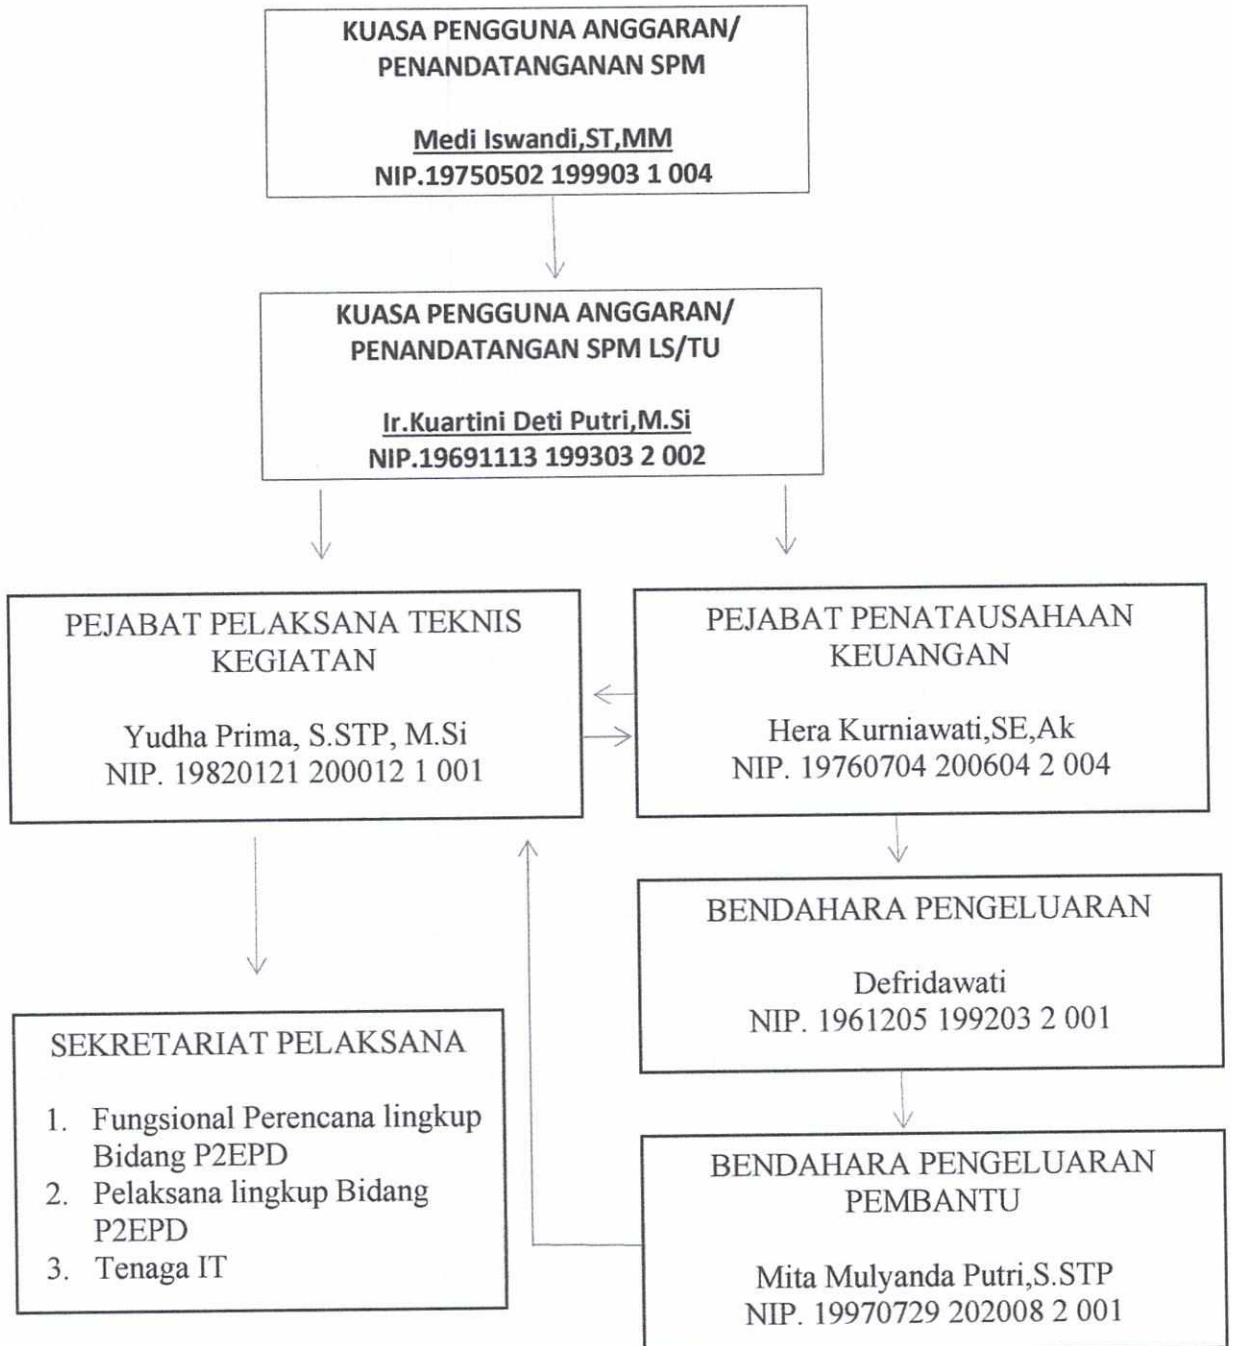 KUASA PENGGUNA ANGGARAN/
PENANDATANGANAN SPM
Medi Iswandi,ST,MM
NIP.19750502 199903 1 004
KUASA PENGGUNA ANGGARAN/
PENANDATANGAN SPM LS/TU
Ir.Kuartini Deti Putri,M.Si
NIP.19691113 199303 2 002
PEJABAT PELAKSANA TEKNIS
KEGIATAN
Yudha Prima, S.STP, M.Si
NIP. 19820121 200012 1 001
PEJABAT PENATAUSAHAAN
KEUANGAN
Hera Kurniawati,SE,Ak
NIP. 19760704 200604 2 004
BENDAHARA PENGELUARAN
Defridawati
NIP. 1961205 199203 2 001
SEKRETARIAT PELAKSANA
1. Fungsional Perencana lingkup
Bidang P2EPD
2. Pelaksana lingkup Bidang
P2EPD
3. Tenaga IT
BENDAHARA PENGELUARAN
PEMBANTU
Mita Mulyanda Putri,S.STP
NIP. 19970729 202008 2 001